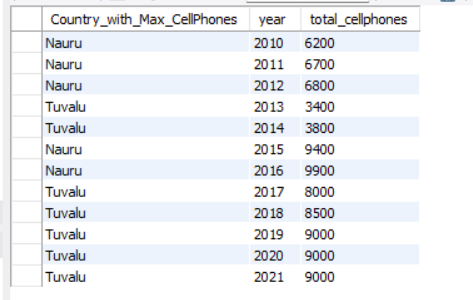 Country_with_Max_CellPhones year total_cellphones
Nauru 2010 6200
Nauru 2011 6700
Nauru 2012 6800
Tuvalu 2013 3400
Tuvalu 2014 3800
Nauru 2015 9400
Nauru 2016 9900
Tuvalu 2017 8000
Tuvalu 2018 8500
Tuvalu 2019 9000
Tuvalu 2020 9000
Tuvalu 2021 9000